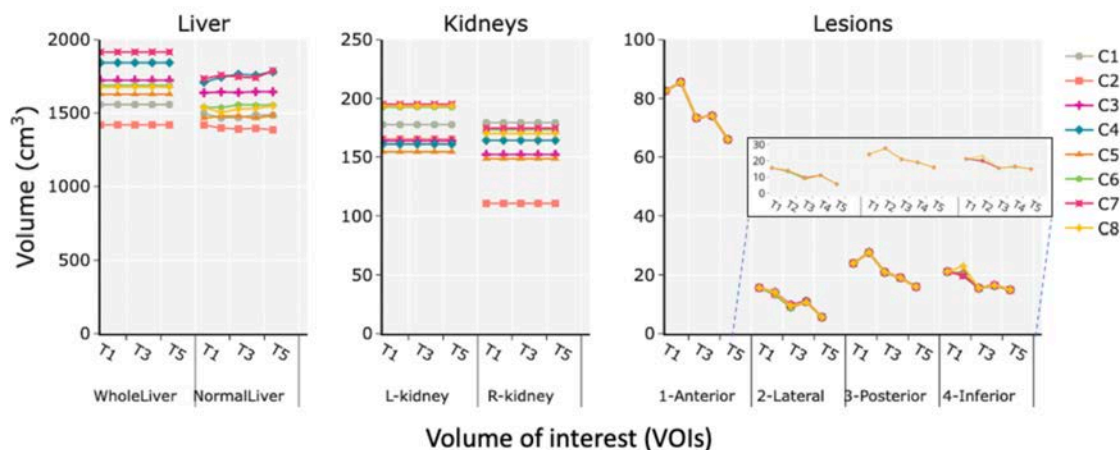 Liver
Kidneys
Lesions
Volume (cm³)
2000
1500
1000
500
0
T1
T3
T5
T1
T3
T5
WholeLiver
NormalLiver
250
200
150
100
50
0
T1
T3
T5
T1
T3
T5
L-kidney
R-kidney
100
80
60
40
20
0
30
20
10
0
T1
T2
T3
T4
T5
T1
T2
T3
T4
T5
T1
T2
T3
T4
T5
T1
T3
T5
T1
T3
T5
T1
T3
T5
T1
T3
T5
1-Anterior
2-Lateral
3-Posterior
4-Inferior
C1
C2
C3
C4
C5
C6
C7
C8
Volume of interest (VOIs)